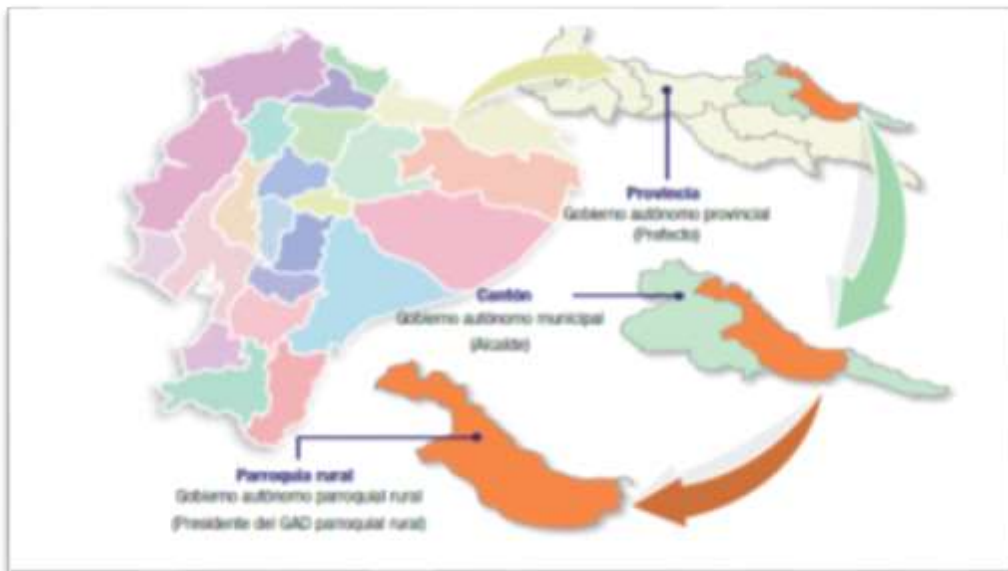 Provincia
Gobierno autónomo provincial
(Prefecto)
Cantón
Gobierno autónomo municipal
(Alcalde)
Parroquia rural
Gobierno autónomo parroquial rural
(Presidente del GAD parroquial rural)